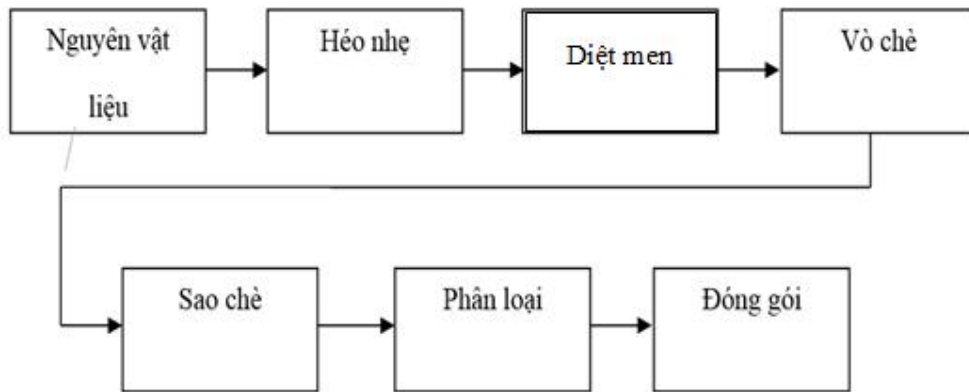 Nguyên vật
liệu
Héo nhẹ
Diệt men
Vò chè
Sao chè
Phân loại
Đóng gói